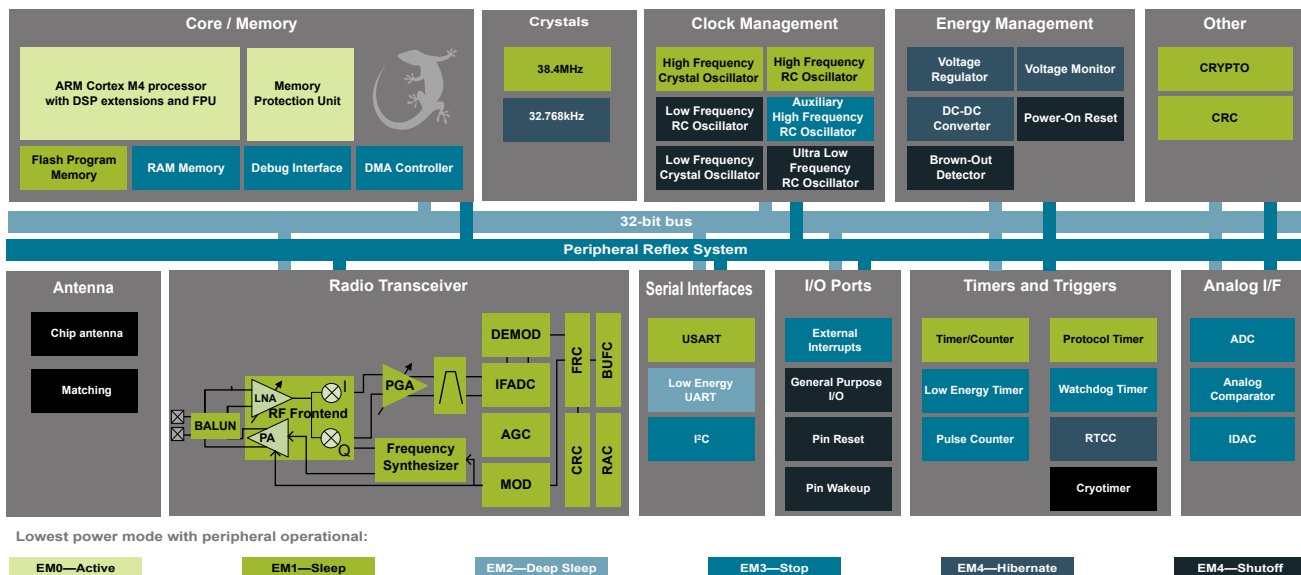 Core / Memory
ARM Cortex M4 processor
with DSP extensions and FPU
Memory
Protection Unit
Flash Program
Memory
RAM Memory
Debug Interface
DMA Controller
Crystals
38.4MHz
32.768kHz
Clock Management
High Frequency
Crystal Oscillator
High Frequency
RC Oscillator
Low Frequency
RC Oscillator
Auxiliary
High Frequency
RC Oscillator
Low Frequency
Crystal Oscillator
Ultra Low
Frequency
RC Oscillator
Energy Management
Voltage
Regulator
Voltage Monitor
DC-DC
Converter
Power-On Reset
Brown-Out
Detector
Other
CRYPTO
CRC
32-bit bus
Peripheral Reflex System
Antenna
Chip antenna
Matching
Radio Transceiver
BALUN
LNA
RF Frontend
PA
I
Q
PGA
Frequency
Synthesizer
DEMOD
IFADC
AGC
MOD
FRC
BUFC
CRC
RAC
Serial Interfaces
USART
Low Energy
UART
I²C
I/O Ports
External
Interrupts
General Purpose
I/O
Pin Reset
Pin Wakeup
Timers and Triggers
Timer/Counter
Protocol Timer
Low Energy Timer
Watchdog Timer
Pulse Counter
RTCC
Cryotimer
Analog I/F
ADC
Analog
Comparator
IDAC
Lowest power mode with peripheral operational:
EM0—Active
EM1—Sleep
EM2—Deep Sleep
EM3—Stop
EM4—Hibernate
EM4—Shutoff